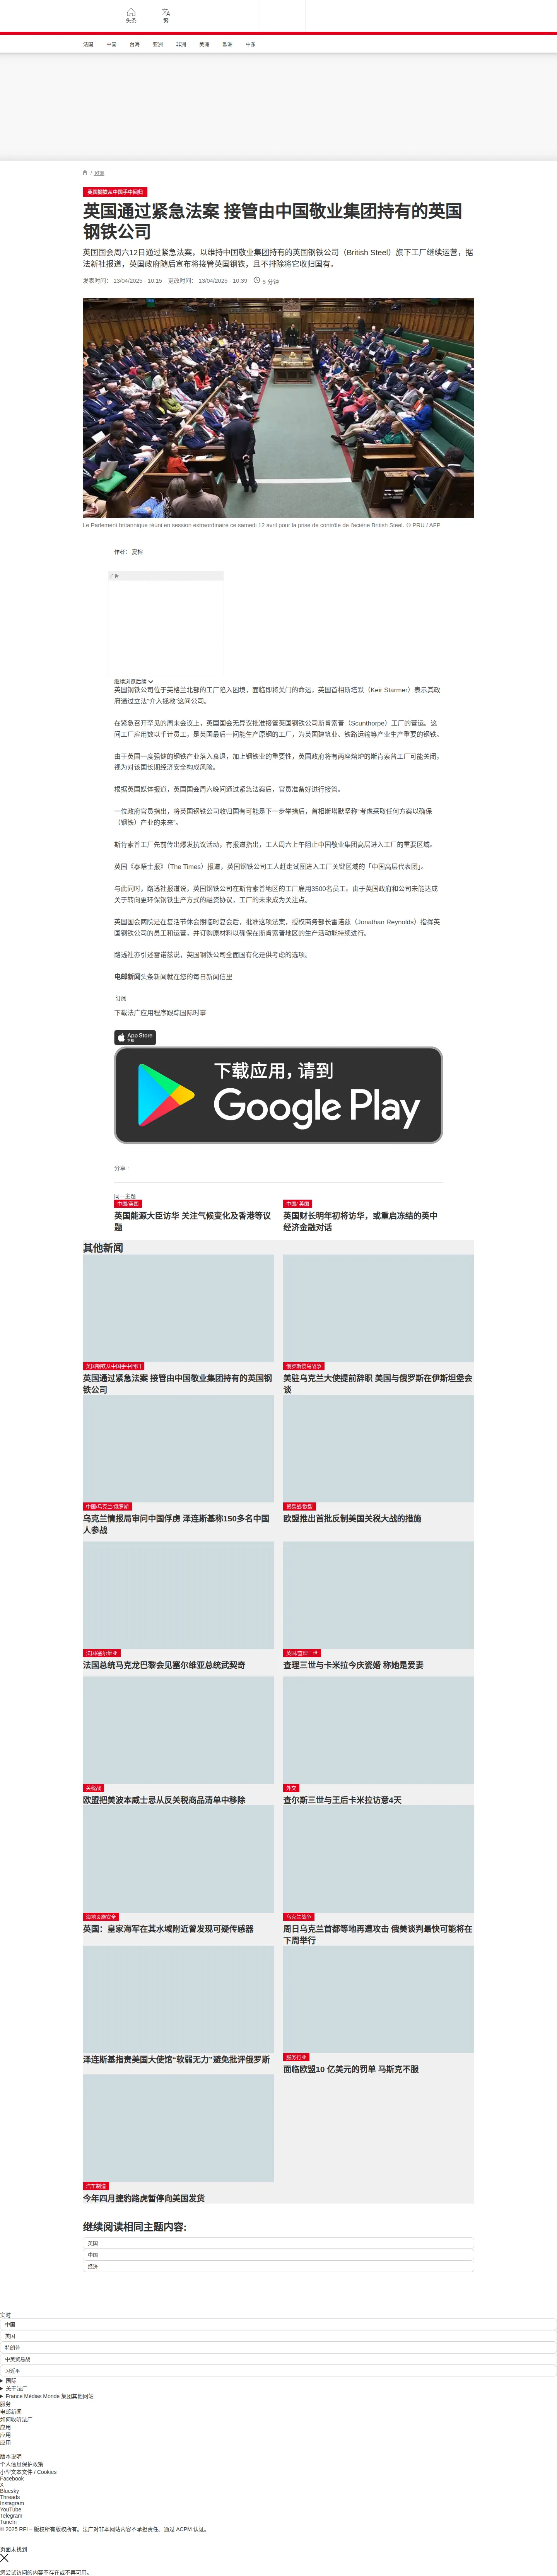 头条
繁
法国
中国
台海
亚洲
非洲
美洲
欧洲
中东
/ 欧洲
英国钢铁从中国手中回归
英国通过紧急法案 接管由中国敬业集团持有的英国
钢铁公司
英国国会周六12日通过紧急法案，以维持中国敬业集团持有的英国钢铁公司（British Steel）旗下工厂继续运营，据
法新社报道，英国政府随后宣布将接管英国钢铁，且不排除将它收归国有。
发表时间： 13/04/2025 - 10:15 更改时间： 13/04/2025 - 10:39 5 分钟
Le Parlement britannique réuni en session extraordinaire ce samedi 12 avril pour la prise de contrôle de l'aciérie British Steel. © PRU / AFP
作者： 夏榕
广告
继续浏览后续
英国钢铁公司位于英格兰北部的工厂陷入困境，面临即将关门的命运，英国首相斯塔默（Keir Starmer）表示其政
府通过立法“介入拯救”这间公司。
在紧急召开罕见的周末会议上，英国国会无异议批准接管英国钢铁公司斯肯索普（Scunthorpe）工厂的营运。这
间工厂雇用数以千计员工，是英国最后一间能生产原钢的工厂，为英国建筑业、铁路运输等产业生产重要的钢铁。
由于英国一度强健的钢铁产业落入衰退，加上钢铁业的重要性，英国政府将有两座熔炉的斯肯索普工厂可能关闭，
视为对该国长期经济安全构成风险。
根据英国媒体报道，英国国会周六晚间通过紧急法案后，官员准备好进行接管。
一位政府官员指出，将英国钢铁公司收归国有可能是下一步举措后，首相斯塔默坚称“考虑采取任何方案以确保
（钢铁）产业的未来”。
斯肯索普工厂先前传出爆发抗议活动，有报道指出，工人周六上午阻止中国敬业集团高层进入工厂的重要区域。
英国《泰晤士报》（The Times）报道，英国钢铁公司工人赶走试图进入工厂关键区域的「中国高层代表团」。
与此同时，路透社报道说，英国钢铁公司在斯肯索普地区的工厂雇用3500名员工。由于英国政府和公司未能达成
关于转向更环保钢铁生产方式的融资协议，工厂的未来成为关注点。
英国国会两院是在复活节休会期临时复会后，批准这项法案，授权商务部长雷诺兹（Jonathan Reynolds）指挥英
国钢铁公司的员工和运营，并订购原材料以确保在斯肯索普地区的生产活动能持续进行。
路透社亦引述雷诺兹说，英国钢铁公司全面国有化是供考虑的选项。
电邮新闻头条新闻就在您的每日新闻信里
订阅
下载法广应用程序跟踪国际时事
App Store
下载
下载应用，请到
Google Play
分享：
同一主题
中国/英国
英国能源大臣访华 关注气候变化及香港等议
题
中国/ 英国
英国财长明年初将访华，或重启冻结的英中
经济金融对话
其他新闻
英国钢铁从中国手中回归
英国通过紧急法案 接管由中国敬业集团持有的英国钢
铁公司
俄罗斯侵乌战争
美驻乌克兰大使提前辞职 美国与俄罗斯在伊斯坦堡会
谈
中国/乌克兰/俄罗斯
乌克兰情报局审问中国俘虏 泽连斯基称150多名中国
人参战
贸易战/欧盟
欧盟推出首批反制美国关税大战的措施
法国/塞尔维亚
法国总统马克龙巴黎会见塞尔维亚总统武契奇
英国/查理三世
查理三世与卡米拉今庆瓷婚 称她是爱妻
关税战
欧盟把美波本威士忌从反关税商品清单中移除
外交
查尔斯三世与王后卡米拉访意4天
海地设施安全
英国：皇家海军在其水域附近曾发现可疑传感器
乌克兰战争
周日乌克兰首都等地再遭攻击 俄美谈判最快可能将在
下周举行
泽连斯基指责美国大使馆“软弱无力”避免批评俄罗斯
服务行业
面临欧盟10 亿美元的罚单 马斯克不服
汽车制造
今年四月捷豹路虎暂停向美国发货
继续阅读相同主题内容:
英国
中国
经济
实时
中国
美国
特朗普
中美贸易战
习近平
国际
关于法广
France Médias Monde 集团其他网站
服务
电邮新闻
如何收听法广
应用
应用
应用
版本说明
个人信息保护政策
小型文本文件 / Cookies
Facebook
X
Bluesky
Threads
Instagram
YouTube
Telegram
TuneIn
© 2025 RFI – 版权所有版权所有。法广对非本网站内容不承担责任。通过 ACPM 认证。
页面未找到
您尝试访问的内容不存在或不再可用。